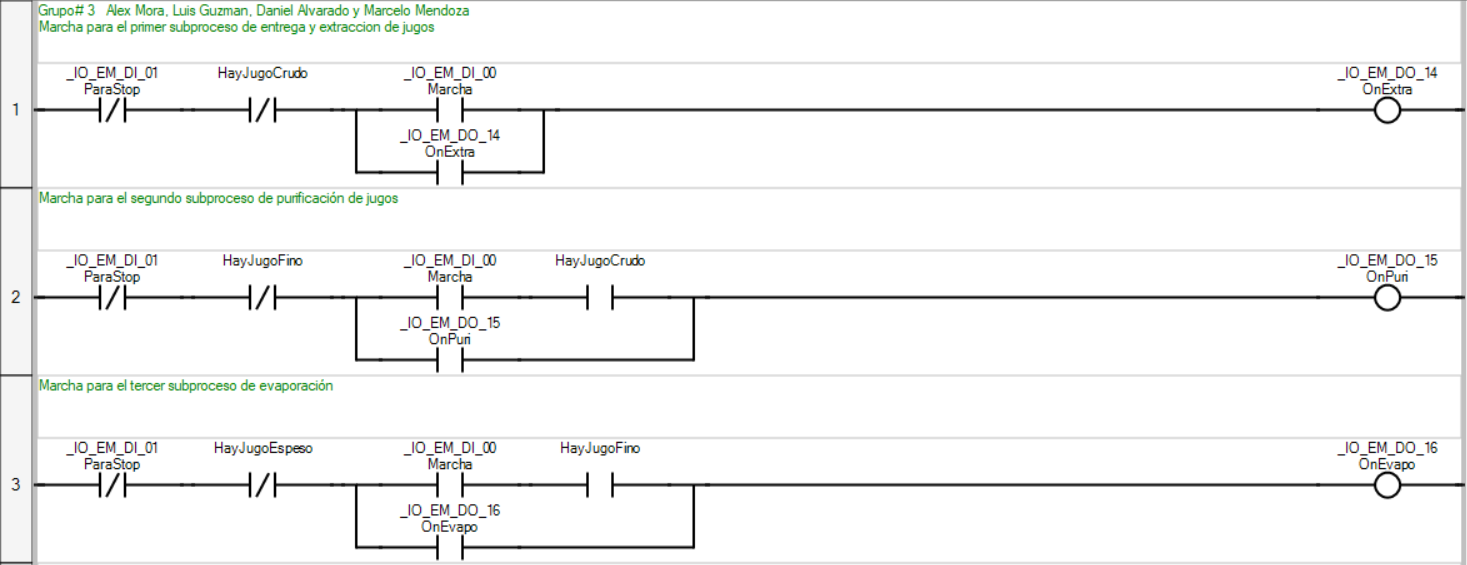 Grupo# 3 Alex Mora, Luis Guzman, Daniel Alvarado y Marcelo Mendoza
Marcha para el primer subproceso de entrega y extraccion de jugos
_IO_EM_DI_01 HayJugoCrudo _IO_EM_DI_00 _IO_EM_DO_14
ParaStop Marcha OnExtra
1
_IO_EM_DO_14
OnExtra
Marcha para el segundo subproceso de purificación de jugos
_IO_EM_DI_01 HayJugoFino _IO_EM_DI_00 HayJugoCrudo _IO_EM_DO_15
ParaStop Marcha OnPuri
2
_IO_EM_DO_15
OnPuri
Marcha para el tercer subproceso de evaporación
_IO_EM_DI_01 HayJugoEspeso _IO_EM_DI_00 HayJugoFino _IO_EM_DO_16
ParaStop Marcha OnEvapo
3
_IO_EM_DO_16
OnEvapo